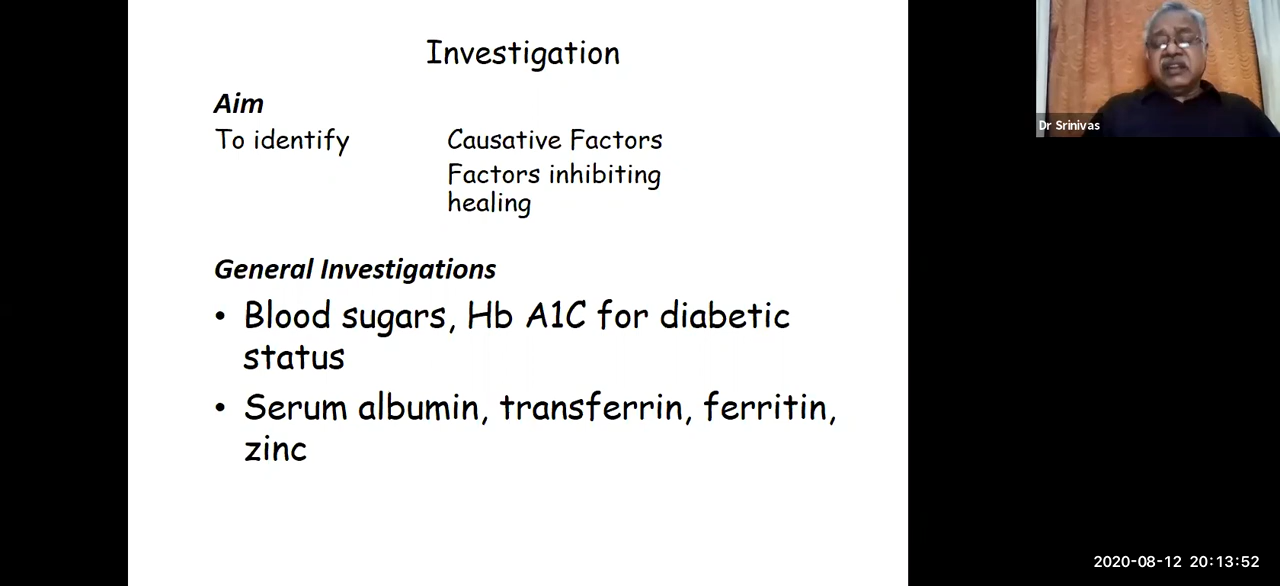 Investigation
Aim
To identify Causative Factors
Factors inhibiting
healing
General Investigations
• Blood sugars, Hb A1C for diabetic
status
• Serum albumin, transferrin, ferritin,
zinc
Dr Srinivas
2020-08-12 20:13:52